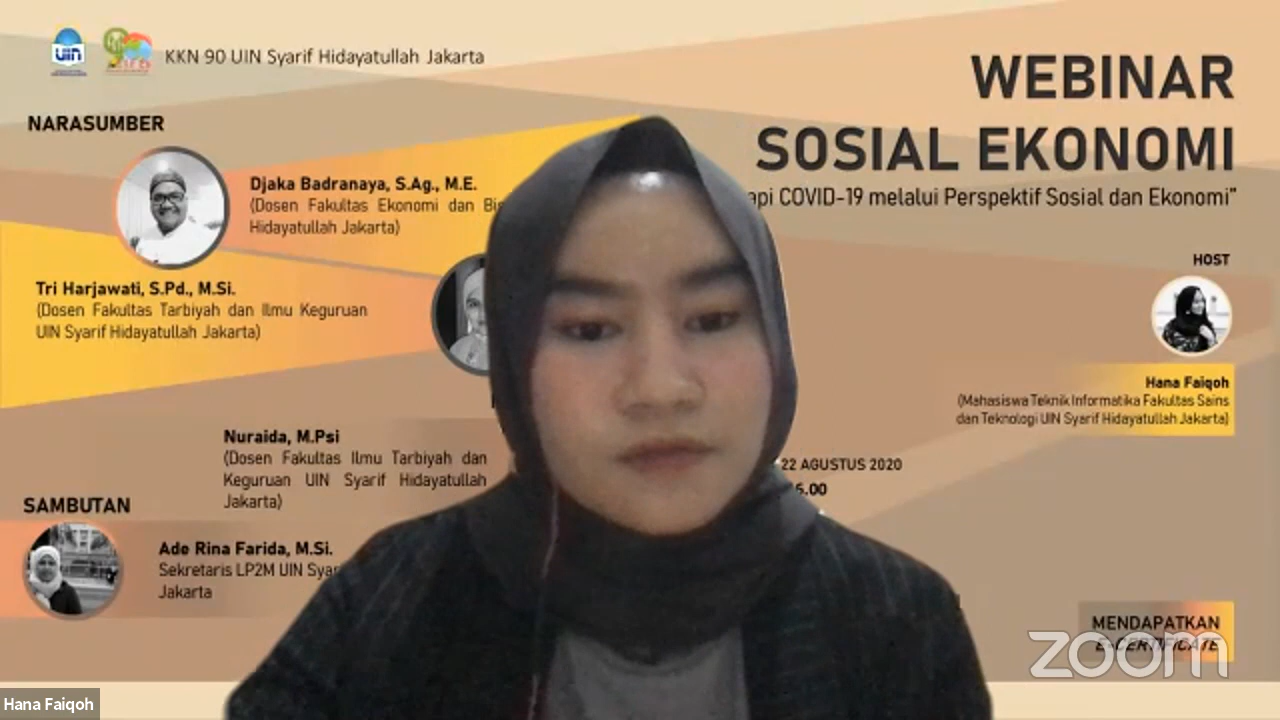 uin
KKN 90 UIN Syarif Hidayatullah Jakarta
WEBINAR
SOSIAL EKONOMI
COVID-19 melalui Perspektif Sosial dan Ekonomi"
NARASUMBER
Djaka Badranaya, S.Ag., M.E.
(Dosen Fakultas Ekonomi dan
Hidayatullah Jakarta)
Tri Harjawati, S.Pd., M.Si.
(Dosen Fakultas Tarbiyah dan Ilmu Keguruan
UIN Syarif Hidayatullah Jakarta)
Nuraida, M.Psi
(Dosen Fakultas Ilmu Tarbiyah dan
Keguruan UIN Syarif Hidayatullah
Jakarta)
SAMBUTAN
Ade Rina Farida, M.Si.
Sekretaris LP2M UIN
Jakarta
HOST
Hana Faiqoh
(Mahasiswa Teknik Informatika Fakultas Sains
dan Teknologi UIN Syarif Hidayatullah Jakarta)
22 AGUSTUS 2020
MENDAPATKAN
E-CERTIFICATE
zoom
Hana Faiqoh